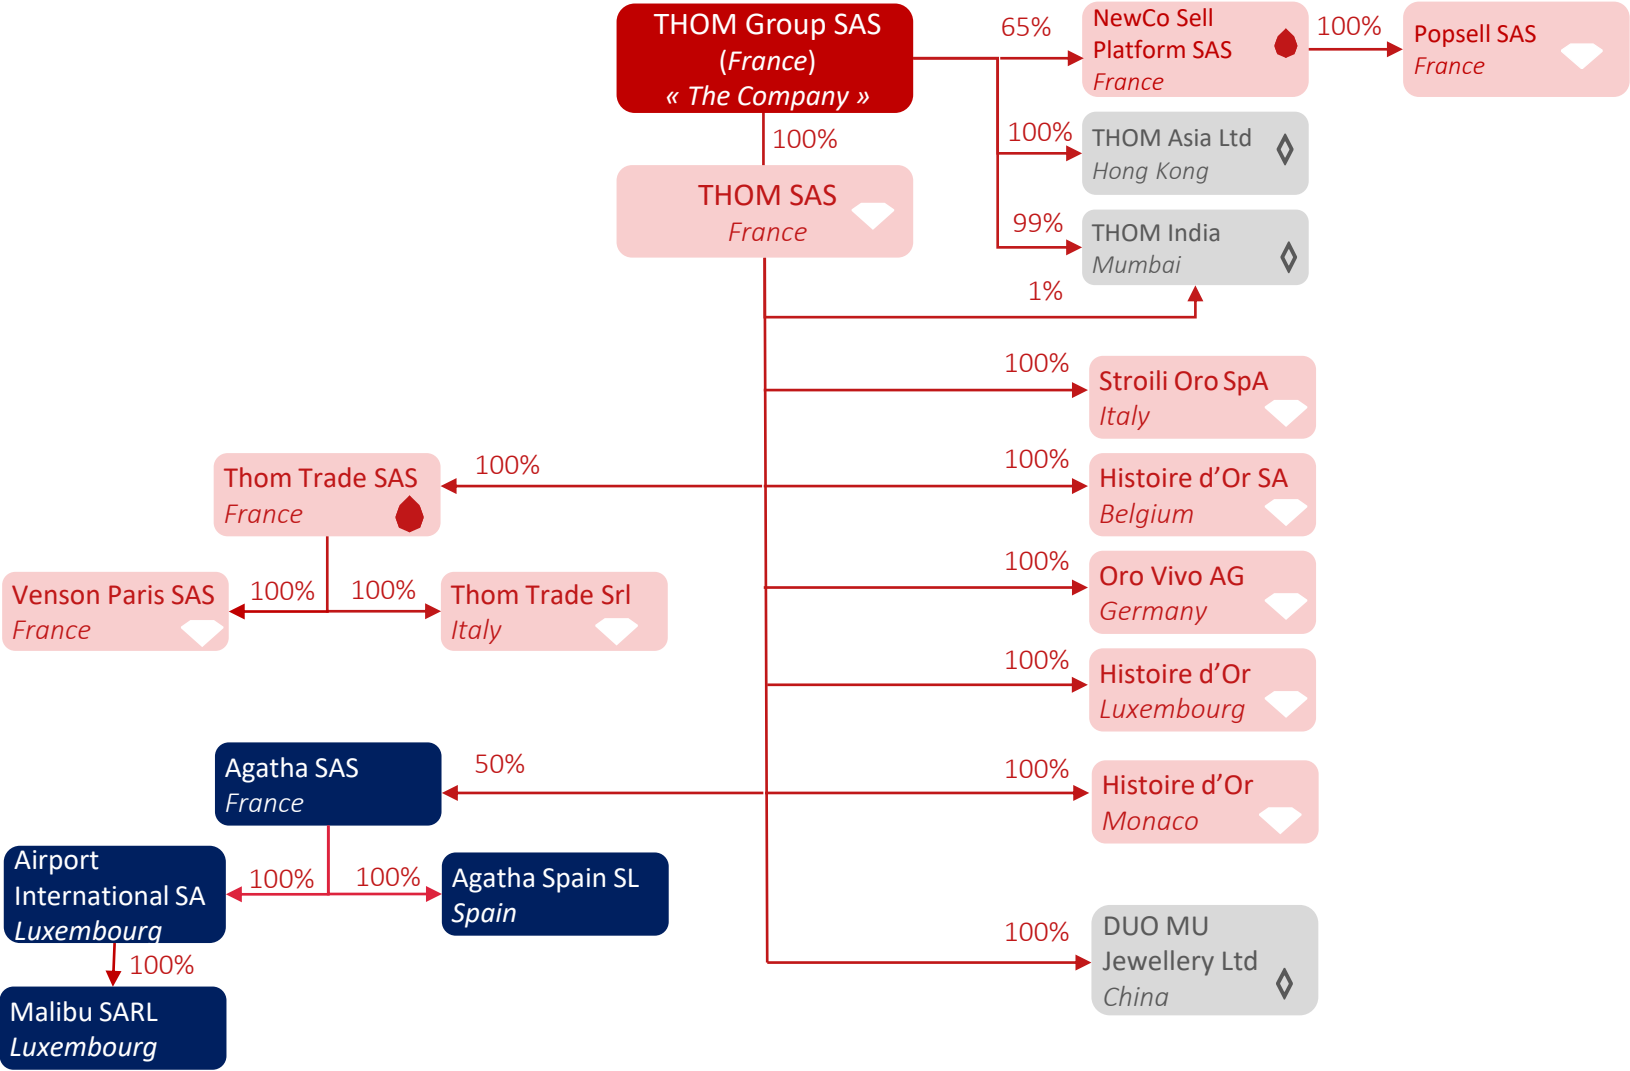 THOM Group SAS
(France)
« The Company »
65%
NewCo Sell
Platform SAS
France
100%
Popsell SAS
France
100%
THOM Asia Ltd
Hong Kong
100%
THOM SAS
France
99%
THOM India
Mumbai
1%
100%
Stroili Oro SpA
Italy
Thom Trade SAS
France
100%
100%
Histoire d’Or SA
Belgium
Venson Paris SAS
France
100%
100%
Thom Trade Srl
Italy
100%
Oro Vivo AG
Germany
100%
Histoire d’Or
Luxembourg
Agatha SAS
France
50%
100%
Histoire d’Or
Monaco
Airport
International SA
Luxembourg
100%
100%
Agatha Spain SL
Spain
100%
Malibu SARL
Luxembourg
100%
DUO MU
Jewellery Ltd
China